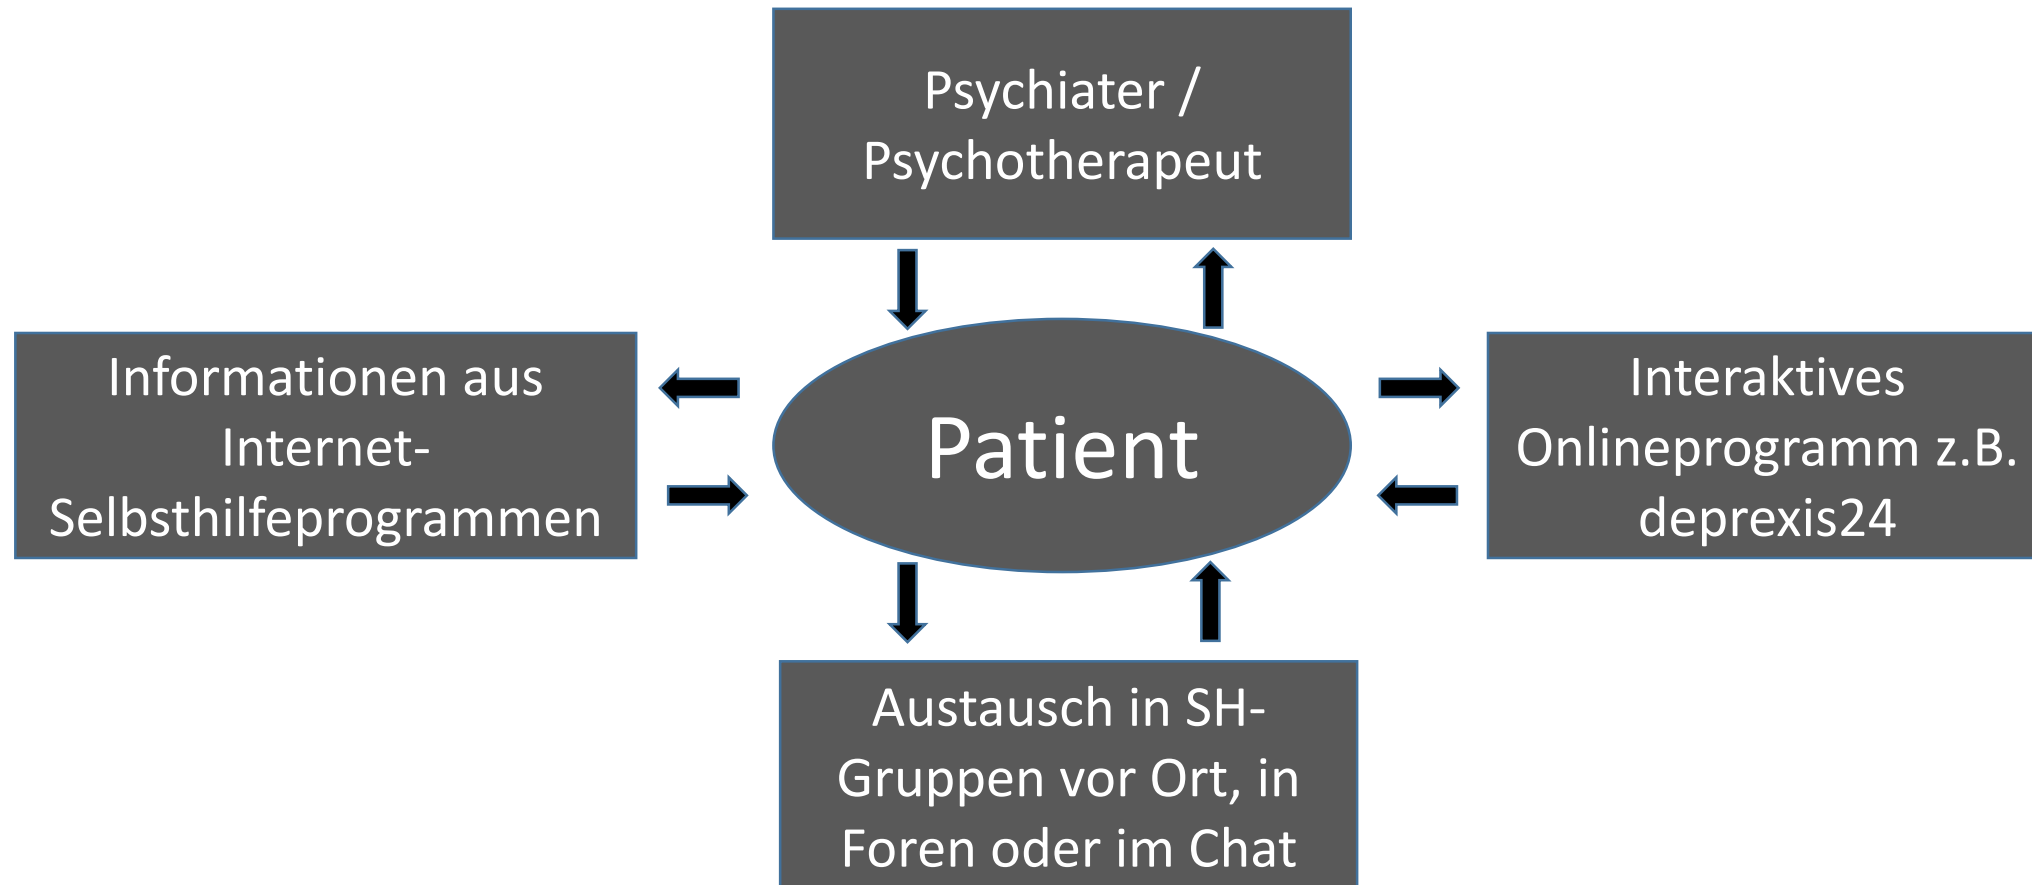 Psychiater /
Psychotherapeut
Informationen aus
Internet-
Selbsthilfeprogrammen
Patient
Interaktives
Onlineprogramm z.B.
deprexis24
Austausch in SH-
Gruppen vor Ort, in
Foren oder im Chat